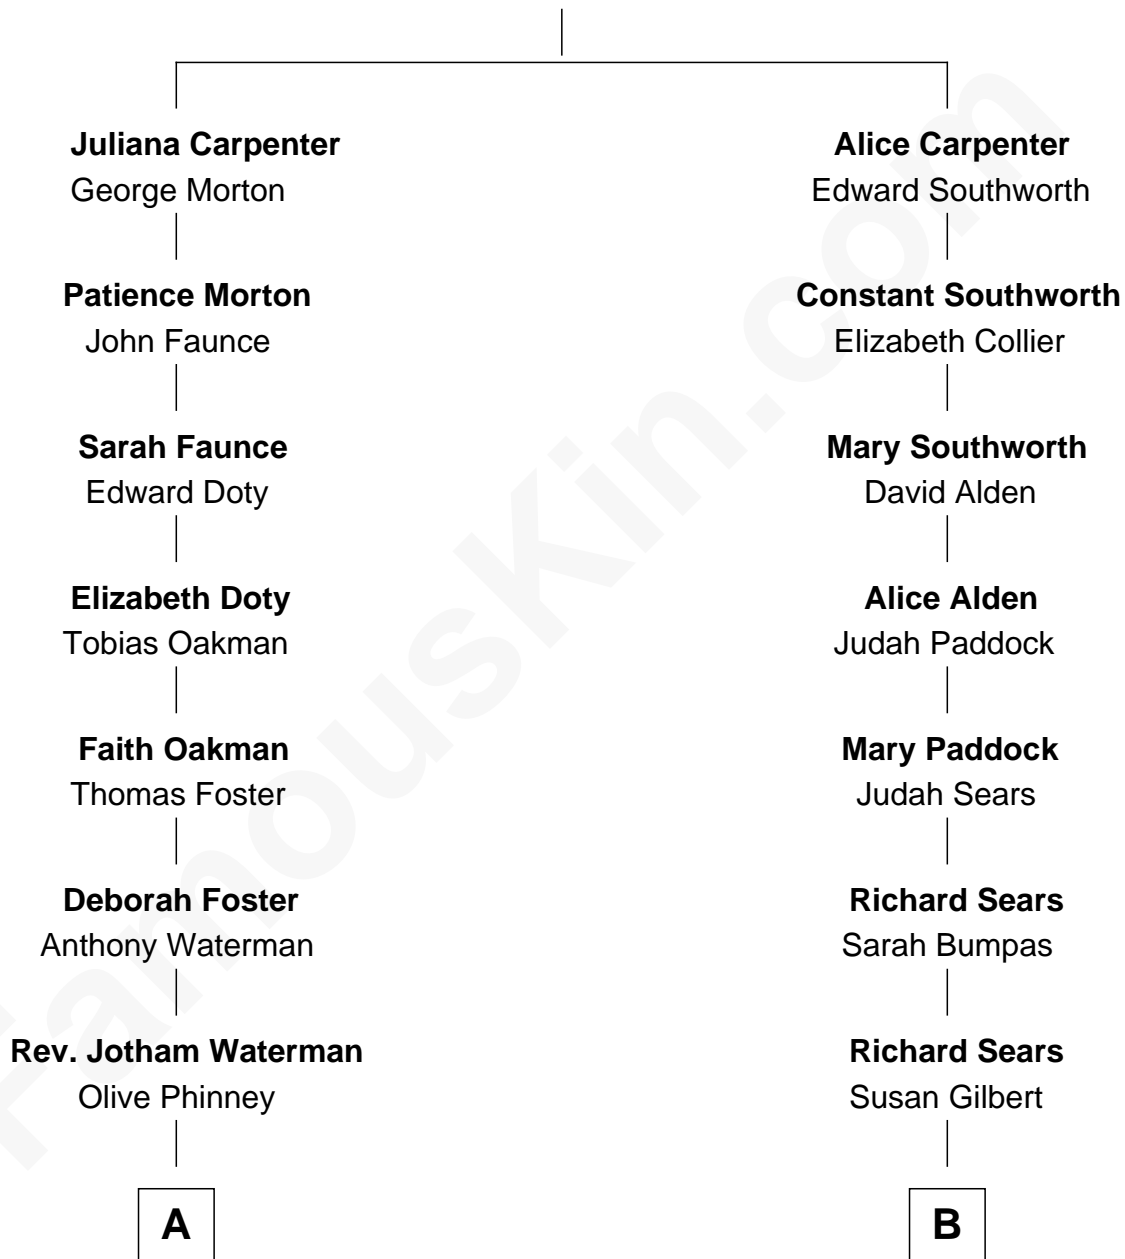 Juliana Carpenter
George Morton
Patience Morton
John Faunce
Sarah Faunce
Edward Doty
Elizabeth Doty
Tobias Oakman
Faith Oakman
Thomas Foster
Deborah Foster
Anthony Waterman
Rev. Jotham Waterman
Olive Phinney
A
Alice Carpenter
Edward Southworth
Constant Southworth
Elizabeth Collier
Mary Southworth
David Alden
Alice Alden
Judah Paddock
Mary Paddock
Judah Sears
Richard Sears
Sarah Bumpas
Richard Sears
Susan Gilbert
B
FamousKin.com